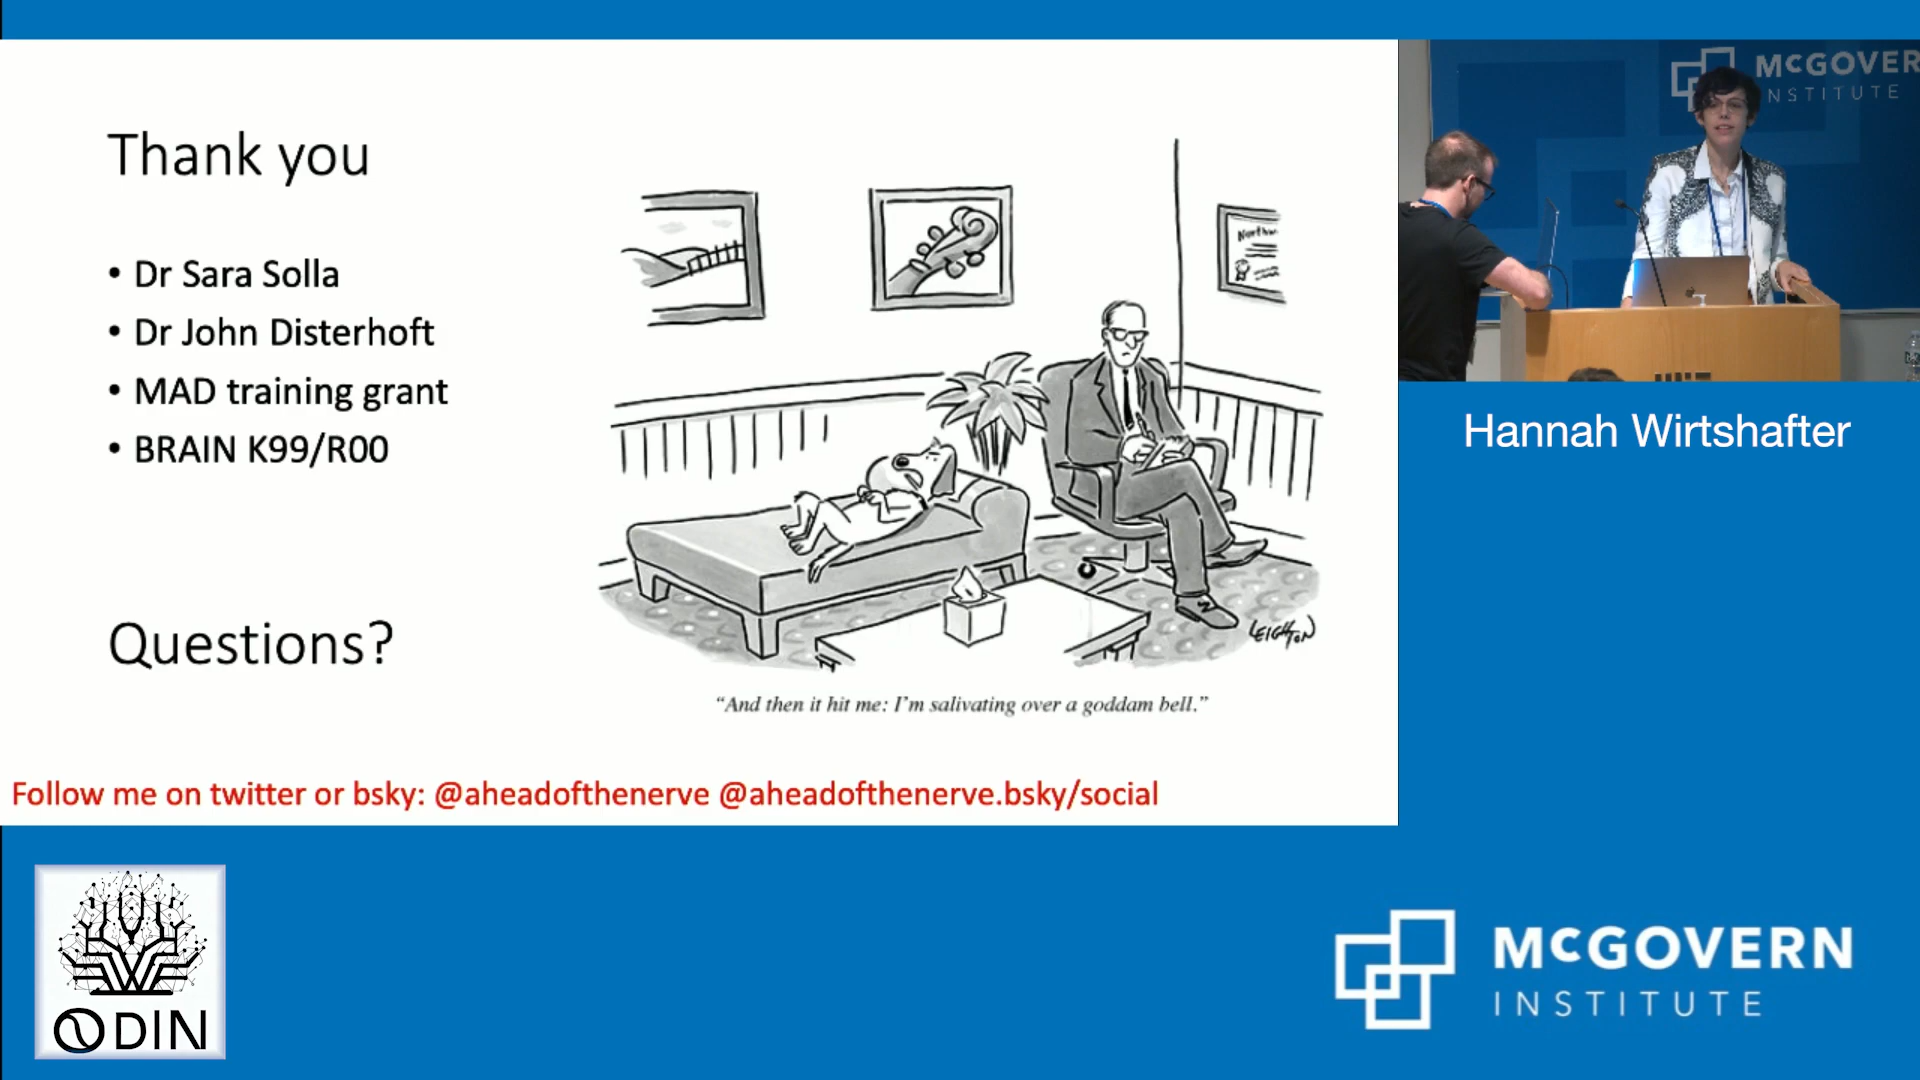 Thank you
• Dr Sara Solla
• Dr John Disterhoft
• MAD training grant
• BRAIN K99/R00
Questions?
LEIGHTON
“And then it hit me: I’m salivating over a goddam bell.”
Follow me on twitter or bsky: @aheadofthenerve @aheadofthenerve.bsky/social
MCGOVER
INSTITUTE
Hannah Wirtshafter
ODIN
MCGOVERN
INSTITUTE